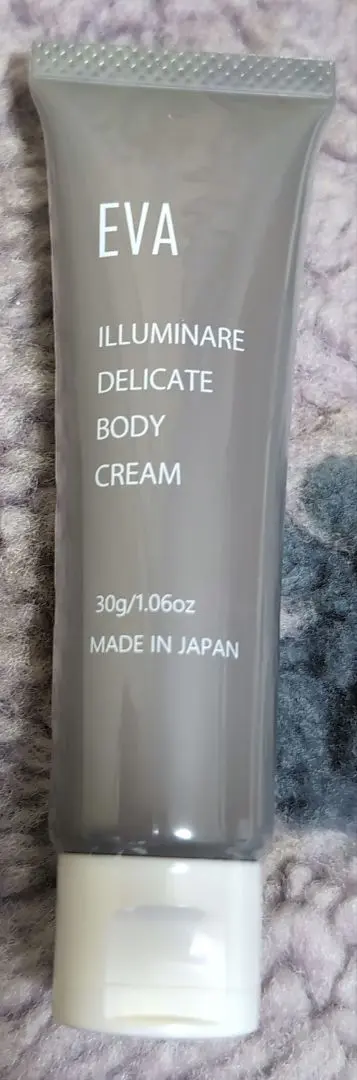 EVA
ILLUMINARE
DELICATE
BODY
CREAM
30g/1.06oz
MADE IN JAPAN